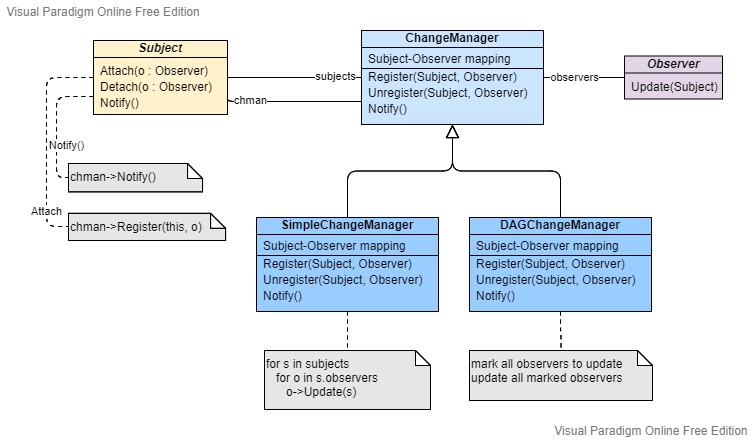 Visual Paradigm Online Free Edition
Subject
Attach(o : Observer)
Detach(o : Observer)
Notify()
ChangeManager
Subject-Observer mapping
Register(Subject, Observer)
Unregister(Subject, Observer)
Notify()
Observer
Update(Subject)
subjects
chman
observers
Notify()
chman->Notify()
Attach
chman->Register(this, o)
SimpleChangeManager
Subject-Observer mapping
Register(Subject, Observer)
Unregister(Subject, Observer)
Notify()
DAGChangeManager
Subject-Observer mapping
Register(Subject, Observer)
Unregister(Subject, Observer)
Notify()
for s in subjects
for o in s.observers
o->Update(s)
mark all observers to update
update all marked observers
Visual Paradigm Online Free Edition